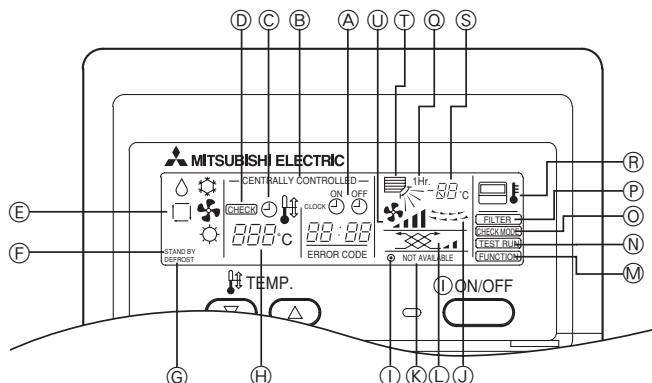 D C B A U T Q S
MITSUBISHI ELECTRIC
CENTRALLY CONTROLLED
1Hr.
ON OFF
CHECK
CLOCK
888°C
88:88
ERROR CODE
88°C
NOT AVAILABLE
STAND BY
DEFROST
FILTER
CHECK MODE
TEST RUN
FUNCTION
E
F
R
P
O
N
M
TEMP.
ON/OFF
G H I K L J